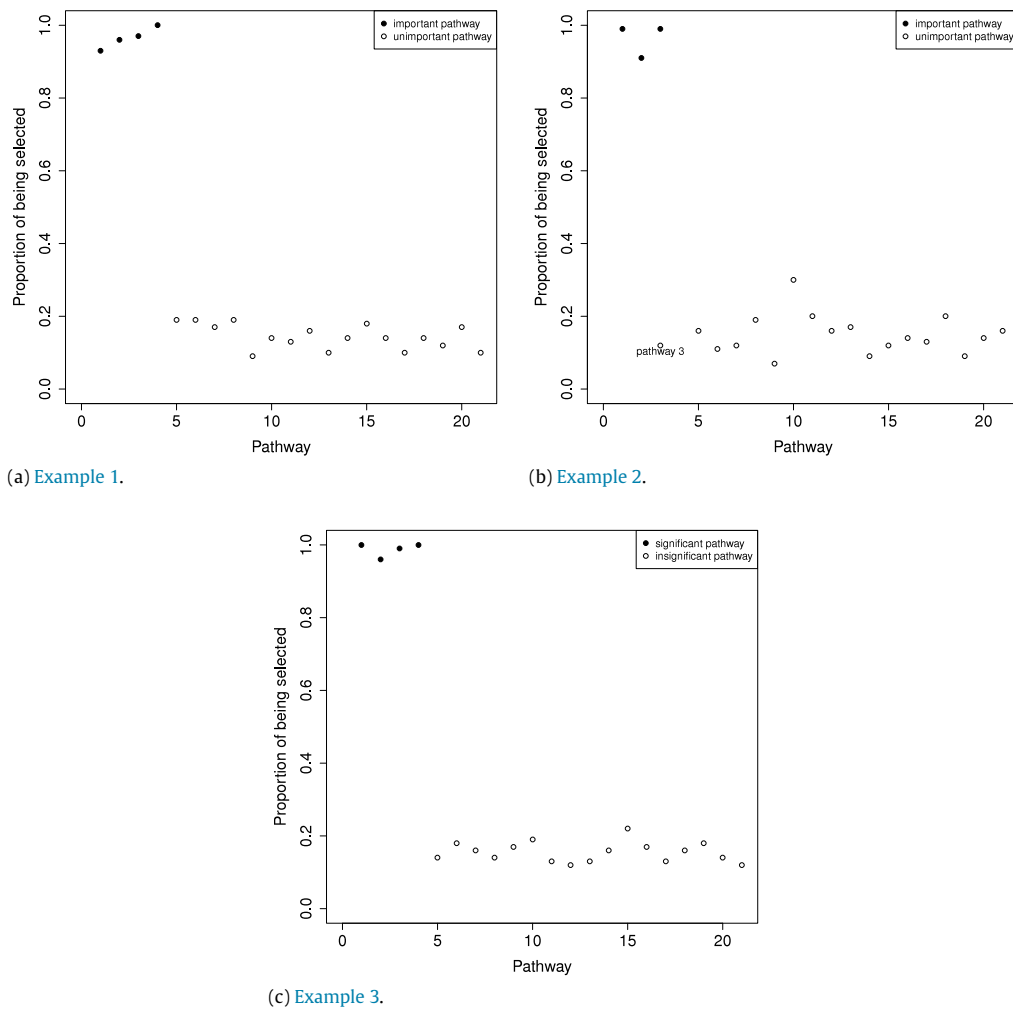 important pathway
unimportant pathway
Proportion of being selected
0.0 0.2 0.4 0.6 0.8 1.0
0 5 10 15 20
Pathway
(a) Example 1.
important pathway
unimportant pathway
Proportion of being selected
0.0 0.2 0.4 0.6 0.8 1.0
pathway 3
0 5 10 15 20
Pathway
(b) Example 2.
significant pathway
insignificant pathway
Proportion of being selected
0.0 0.2 0.4 0.6 0.8 1.0
0 5 10 15 20
Pathway
(c) Example 3.